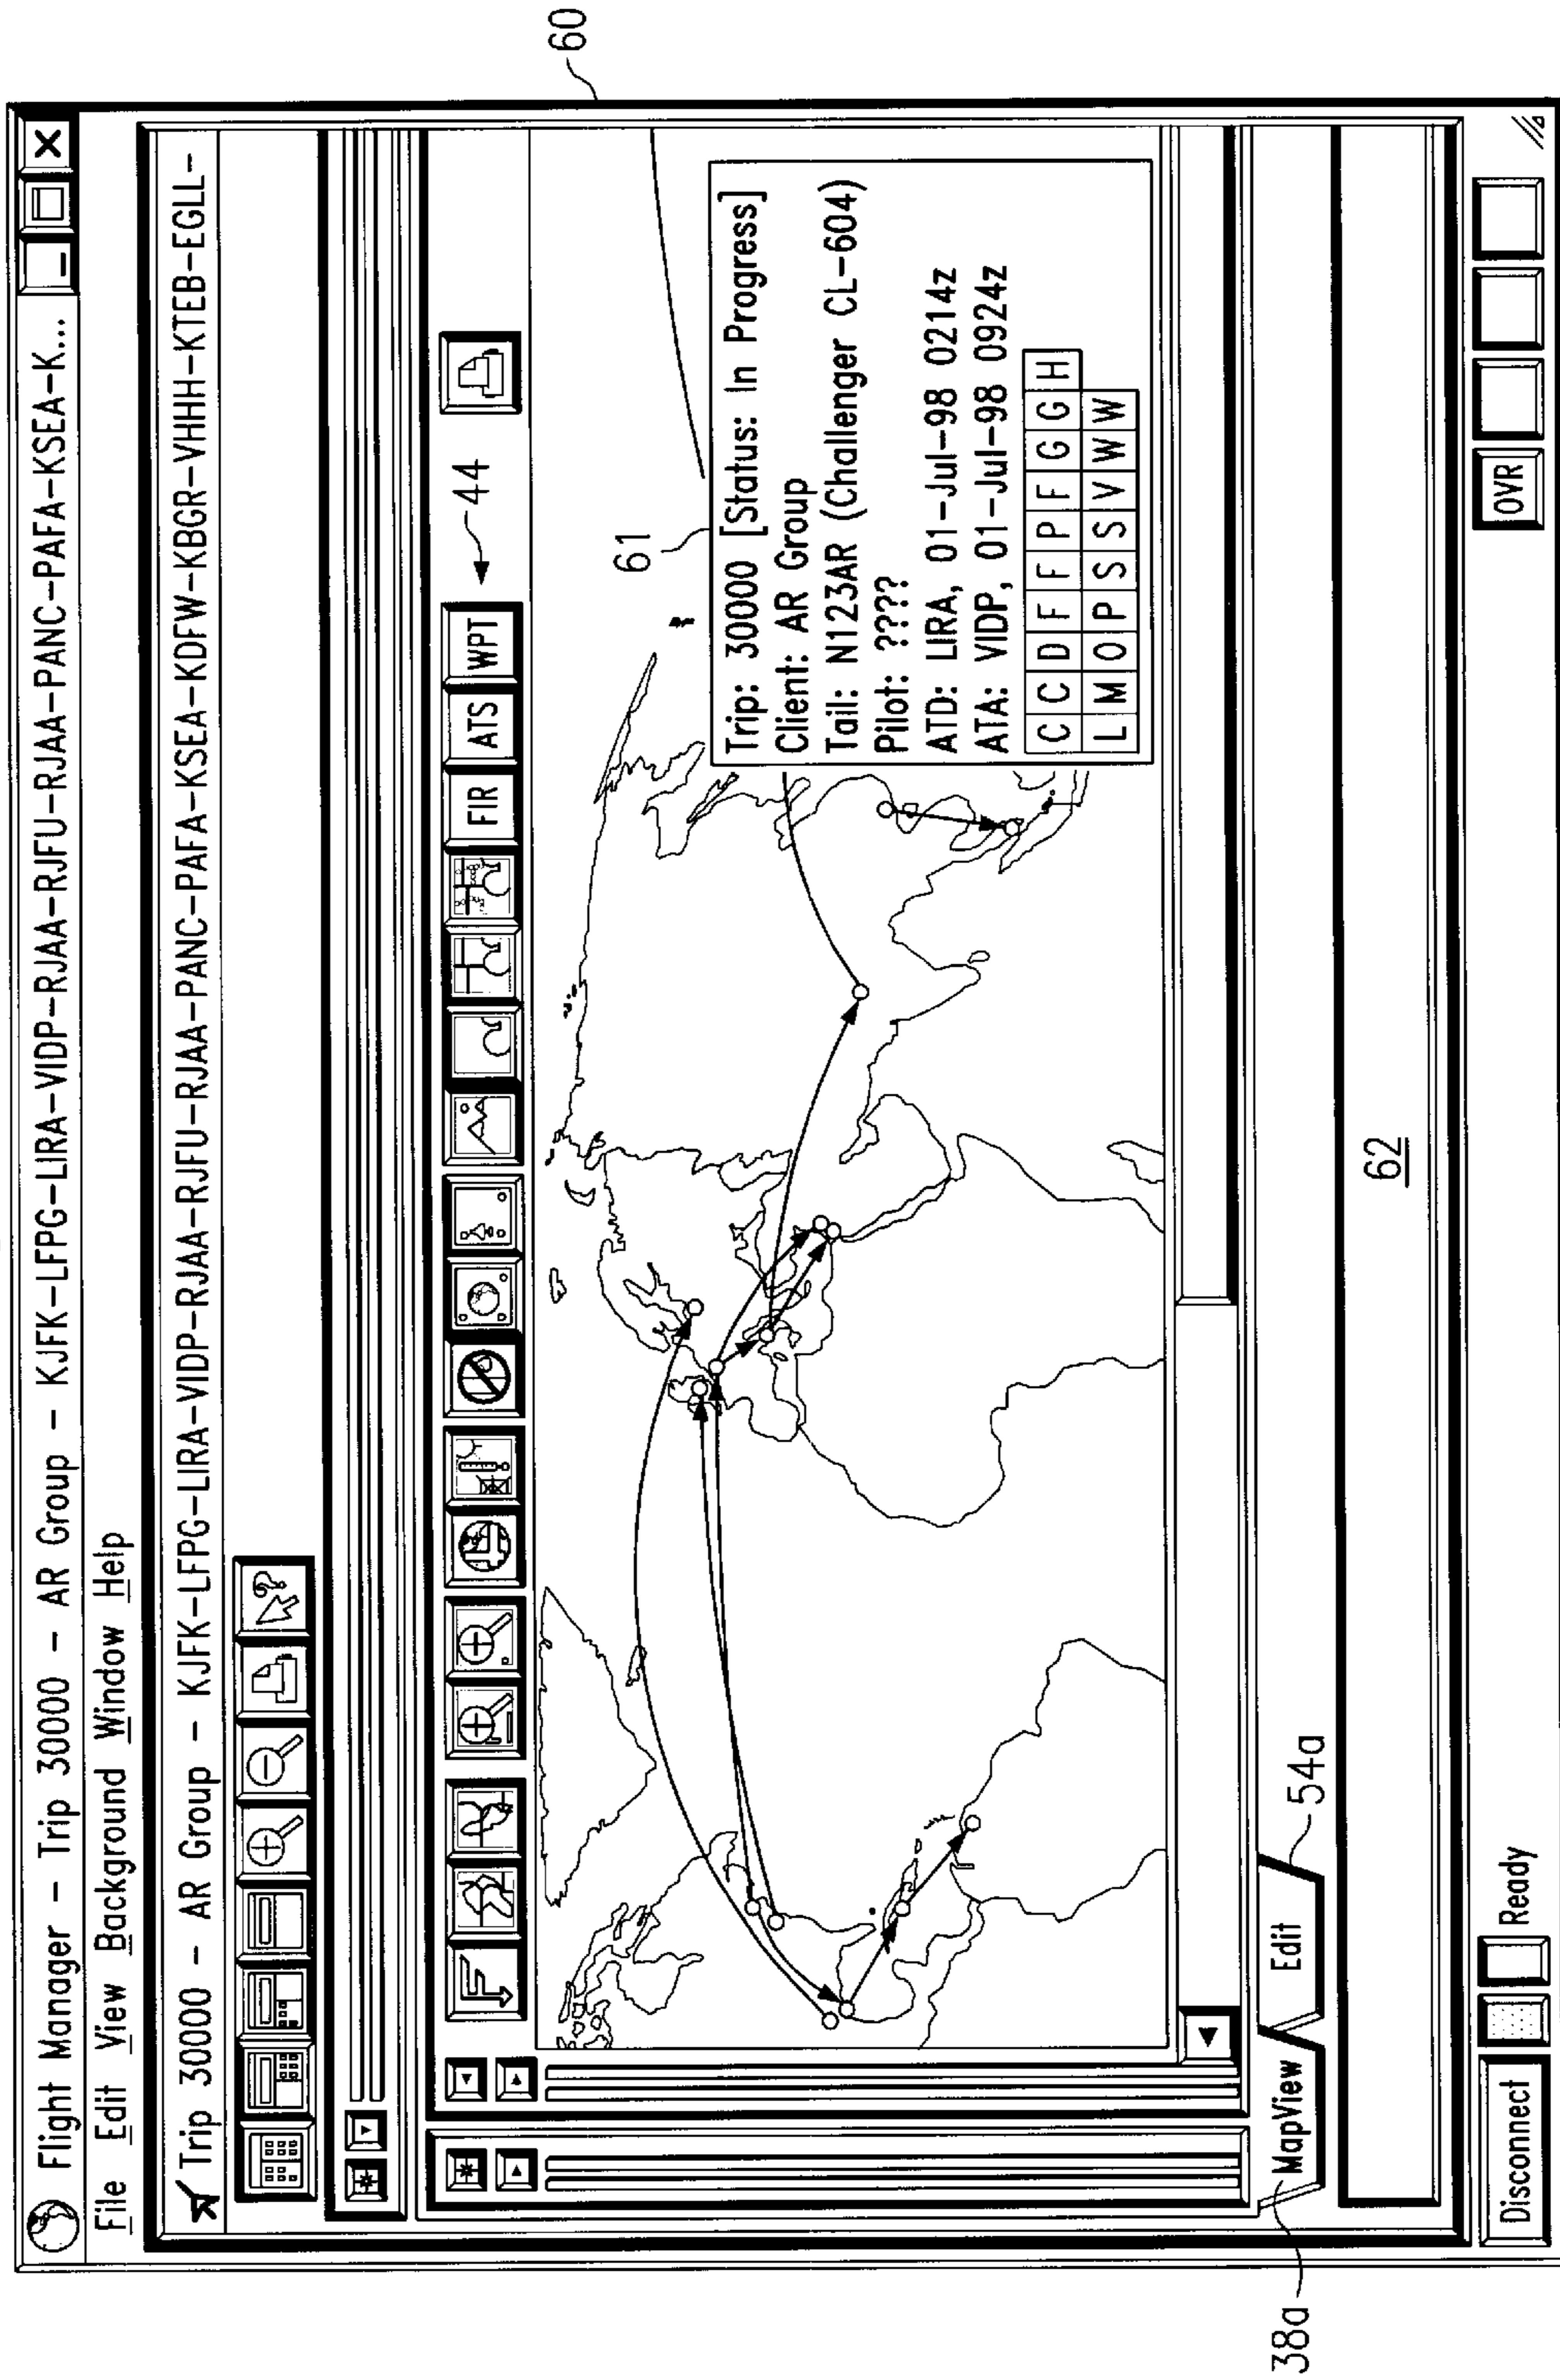 Flight Manager - Trip 30000 - AR Group - KJFK-LFPG-LIRA-VIDP-RJAA-RJFU-RJAA-PANC-PAFA-KSEA-K...
File Edit View Background Window Help
Trip 30000 - AR Group - KJFK-LFPG-LIRA-VIDP-RJAA-RJFU-RJAA-PANC-PAFA-KSEA-KDFW-KBGR-VHHH-KTEB-EGLL-
60
FIR ATS WPT
44
61
Trip: 30000 [Status: In Progress]
Client: AR Group
Tail: N123AR (Challenger CL-604)
Pilot: ????
ATD: LIRA, 01-Jul-98 0214z
ATA: VIDP, 01-Jul-98 0924z
C C D F F P F G G H
L M O P S S V W W
MapView Edit
38a
54a
62
Disconnect Ready OVR